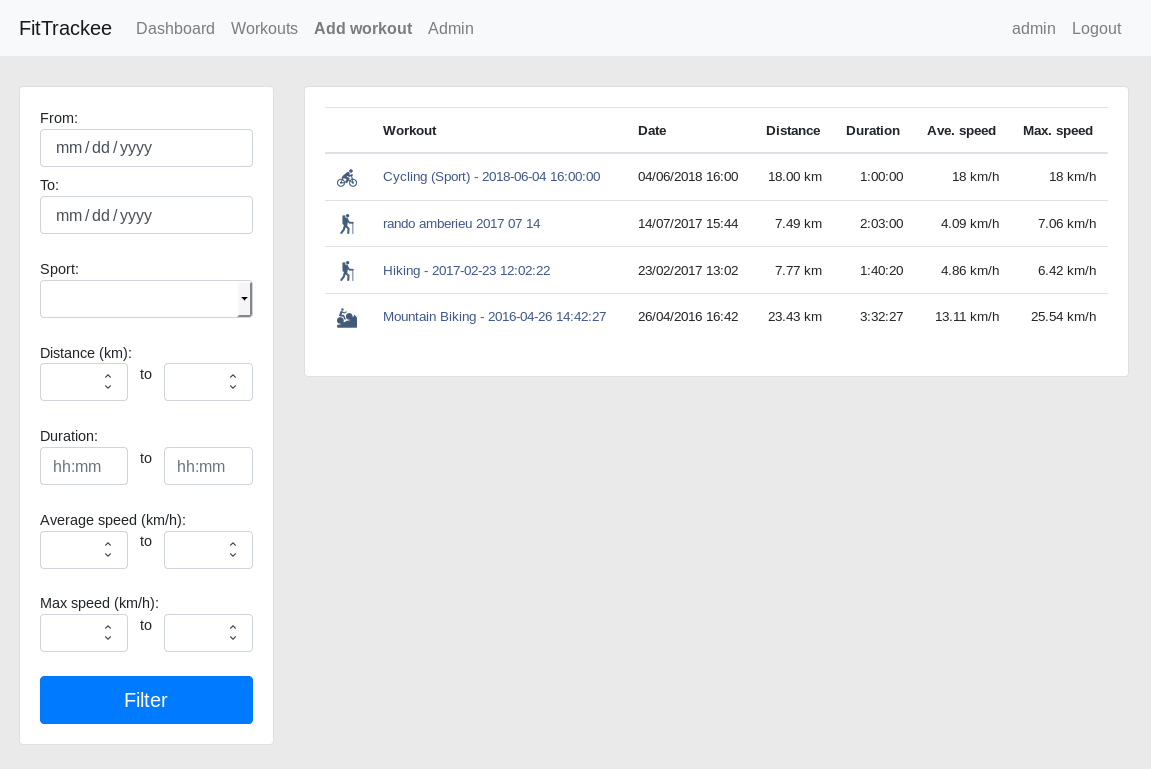 FitTrackee Dashboard Workouts Add workout Admin admin Logout
From:
mm/dd/yyyy
To:
mm/dd/yyyy
Sport:
Distance (km):
to
Duration:
hh:mm to hh:mm
Average speed (km/h):
to
Max speed (km/h):
to
Filter
Workout Date Distance Duration Ave. speed Max. speed
Cycling (Sport) - 2018-06-04 16:00:00 04/06/2018 16:00 18.00 km 1:00:00 18 km/h 18 km/h
rando amberieu 2017 07 14 14/07/2017 15:44 7.49 km 2:03:00 4.09 km/h 7.06 km/h
Hiking - 2017-02-23 12:02:22 23/02/2017 13:02 7.77 km 1:40:20 4.86 km/h 6.42 km/h
Mountain Biking - 2016-04-26 14:42:27 26/04/2016 16:42 23.43 km 3:32:27 13.11 km/h 25.54 km/h